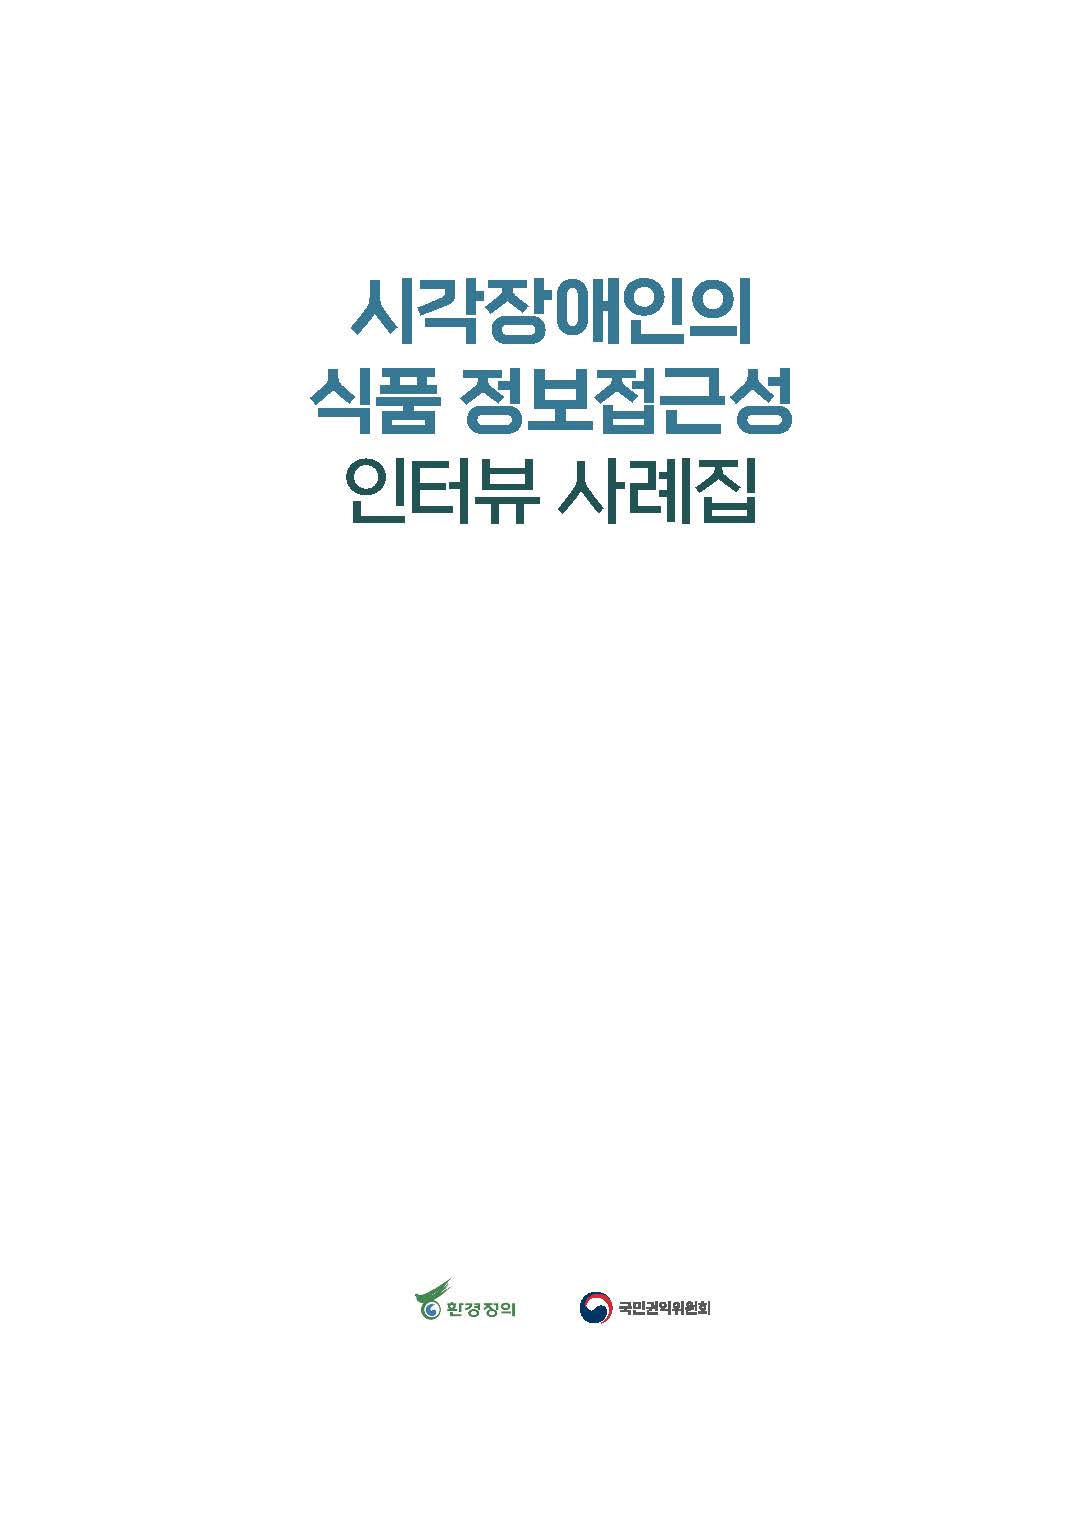 시각장애인의
식품 정보접근성
인터뷰 사례집
환경정의
국민권익위원회